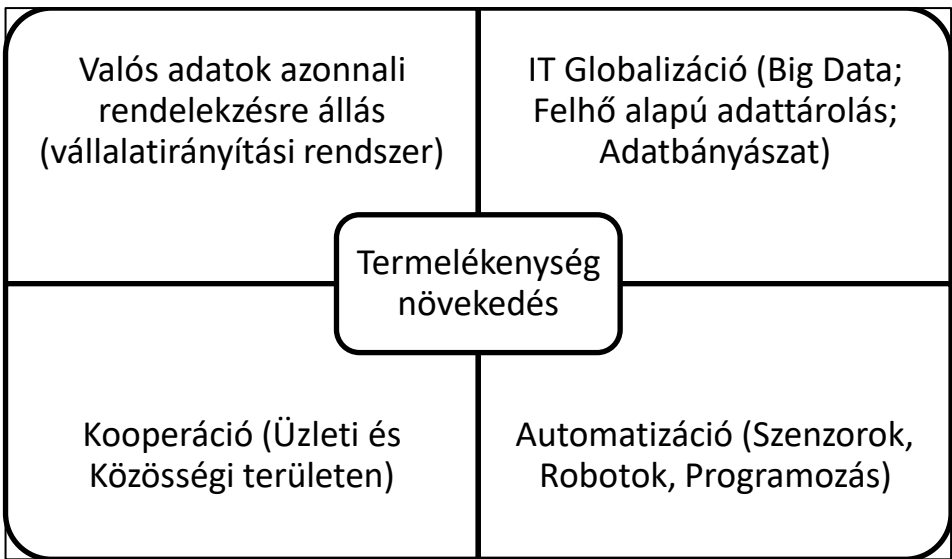 Valós adatok azonnali
rendelekzésre állás
(vállalatirányítási rendszer)
IT Globalizáció (Big Data;
Felhő alapú adattárolás;
Adatbányászat)
Termelékenység
növekedés
Kooperáció (Üzleti és
Közösségi területen)
Automatizáció (Szenzorok,
Robotok, Programozás)